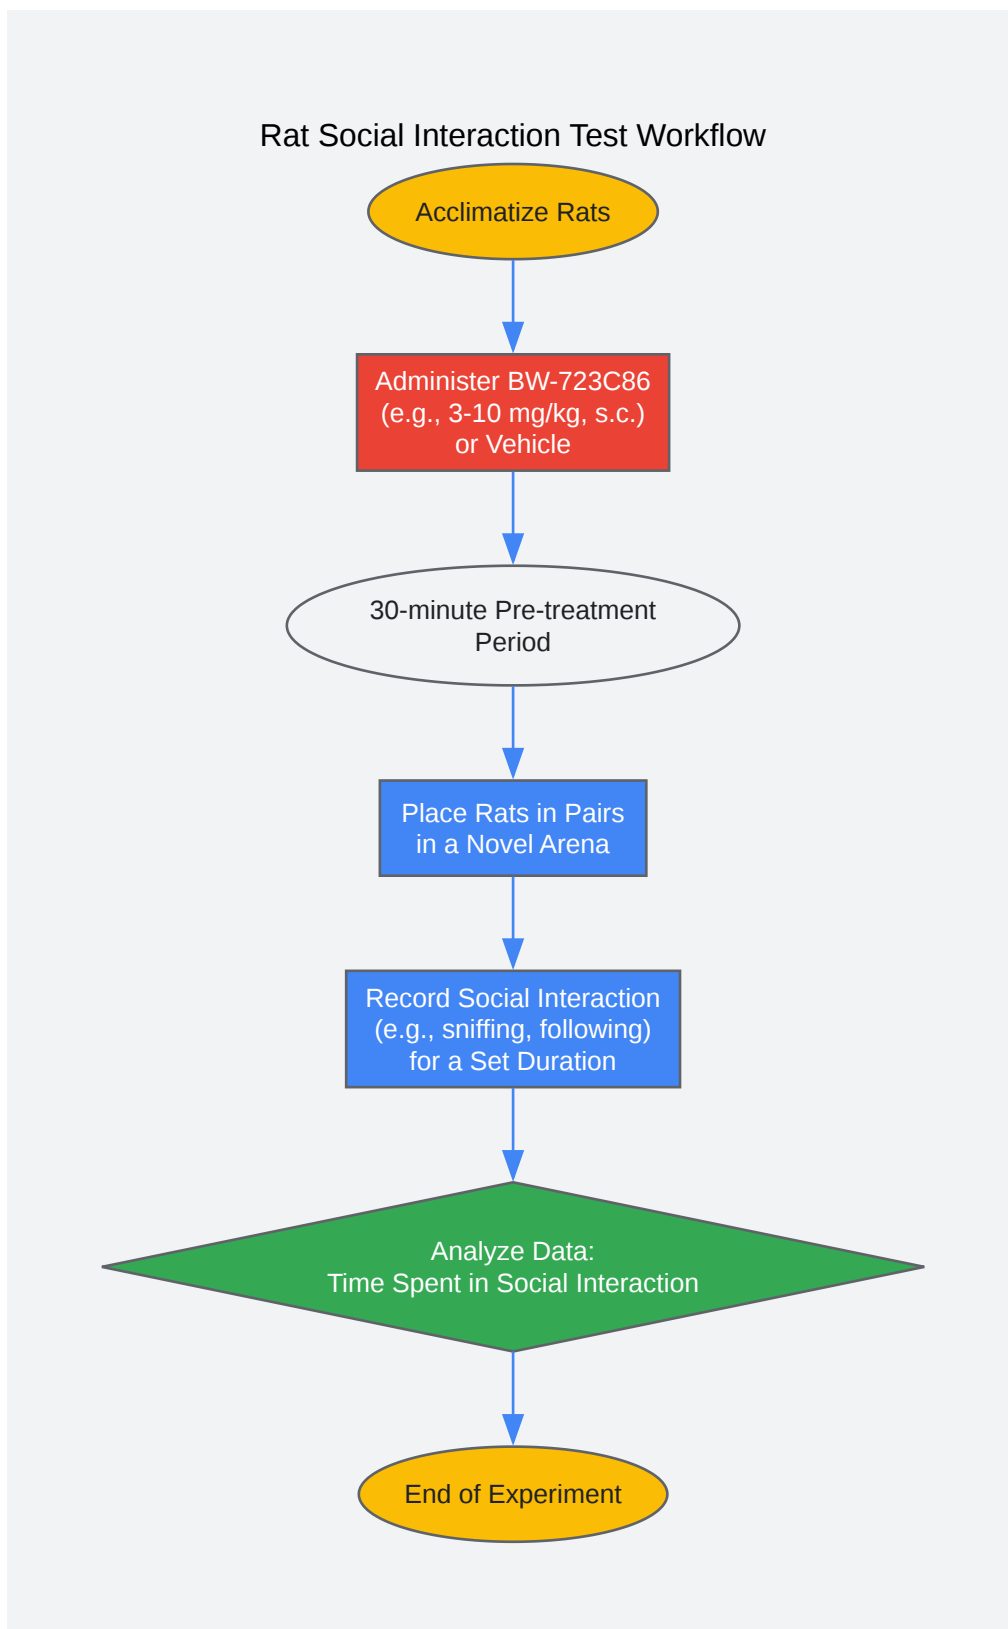 Rat Social Interaction Test Workflow
Acclimatize Rats
Administer BW-723C86
(e.g., 3-10 mg/kg, s.c.)
or Vehicle
30-minute Pre-treatment
Period
Place Rats in Pairs
in a Novel Arena
Record Social Interaction
(e.g., sniffing, following)
for a Set Duration
Analyze Data:
Time Spent in Social Interaction
End of Experiment